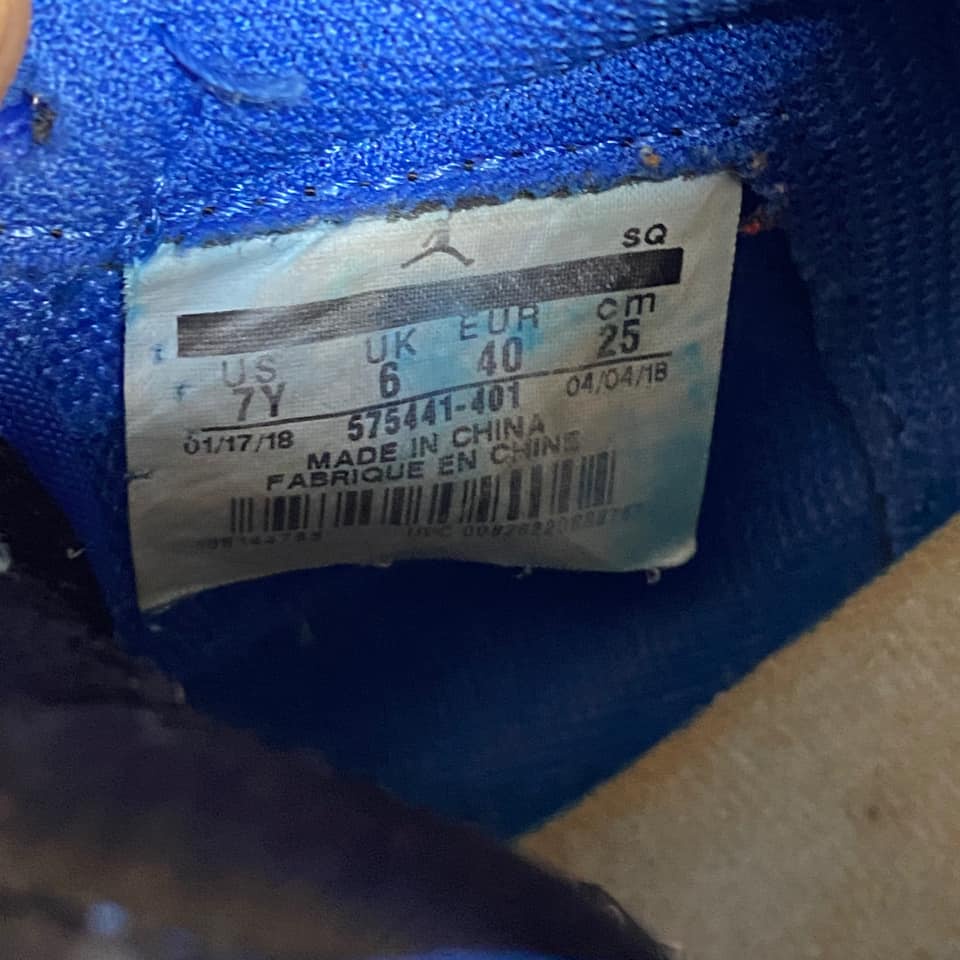 SQ
US UK EUR cm
7Y 6 40 25
01/17/18 575441-401 04/04/18
MADE IN CHINA
FABRIQUE EN CHINE
UPC